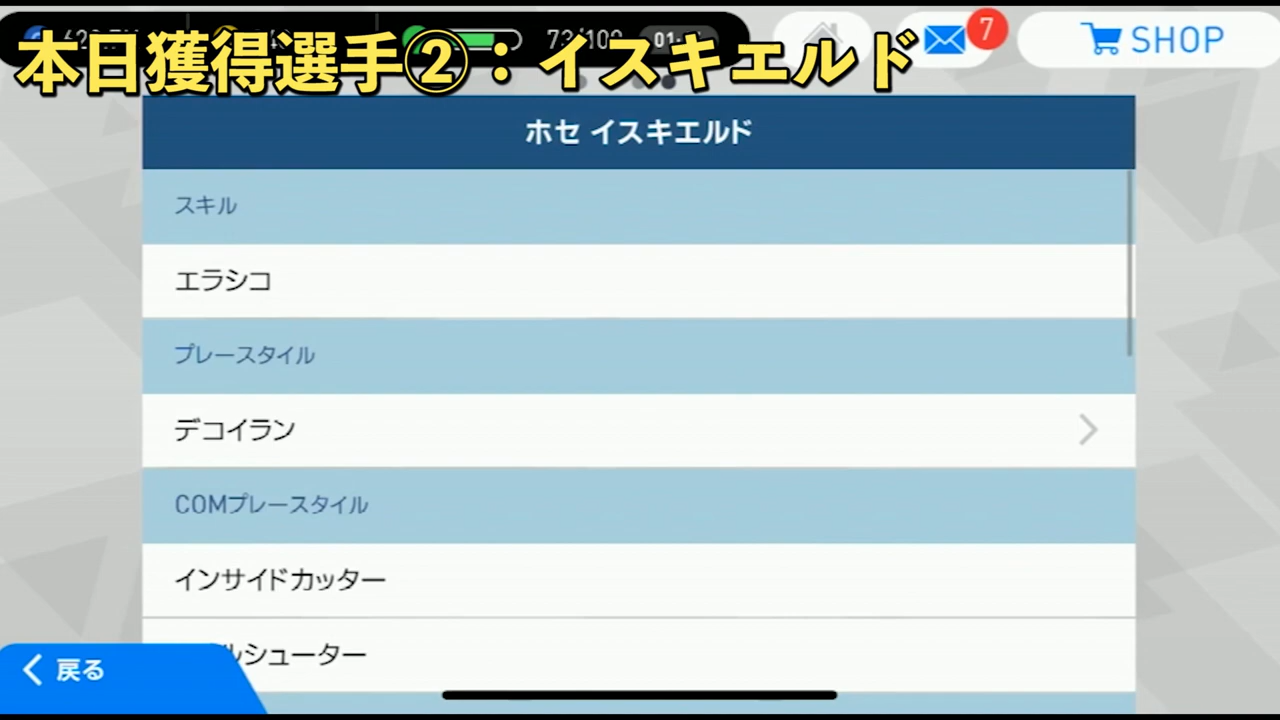 本日獲得選手②：イスキエルド
73/100
01:
7
SHOP
ホセ イスキエルド
スキル
エラシコ
プレースタイル
デコイラン
COMプレースタイル
インサイドカッター
ルシューター
戻る